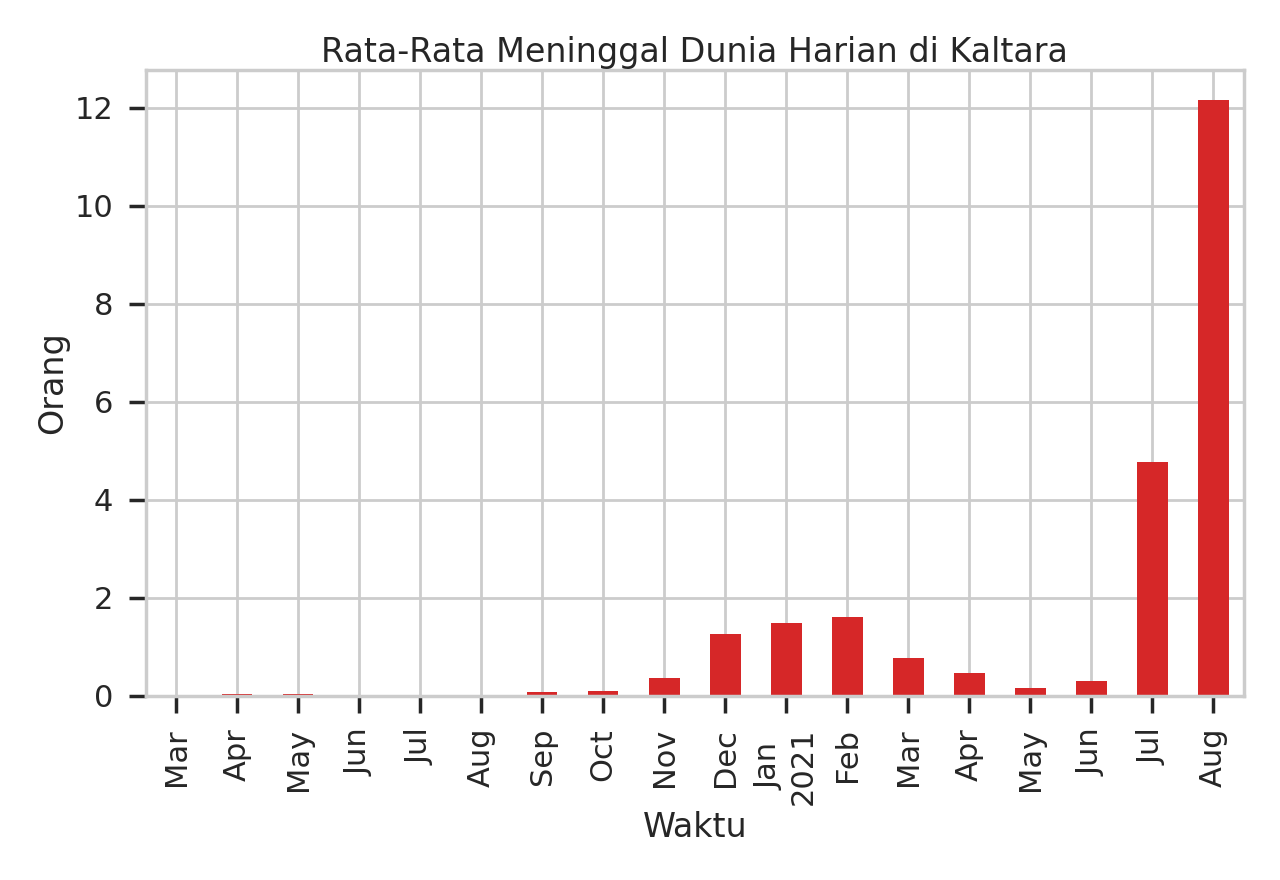 Rata-Rata Meninggal Dunia Harian di Kaltara
12
10
8
6
4
2
0
Orang
Mar
Apr
May
Jun
Jul
Aug
Sep
Oct
Nov
Dec
Jan
2021
Feb
Mar
Apr
May
Jun
Jul
Aug
Waktu